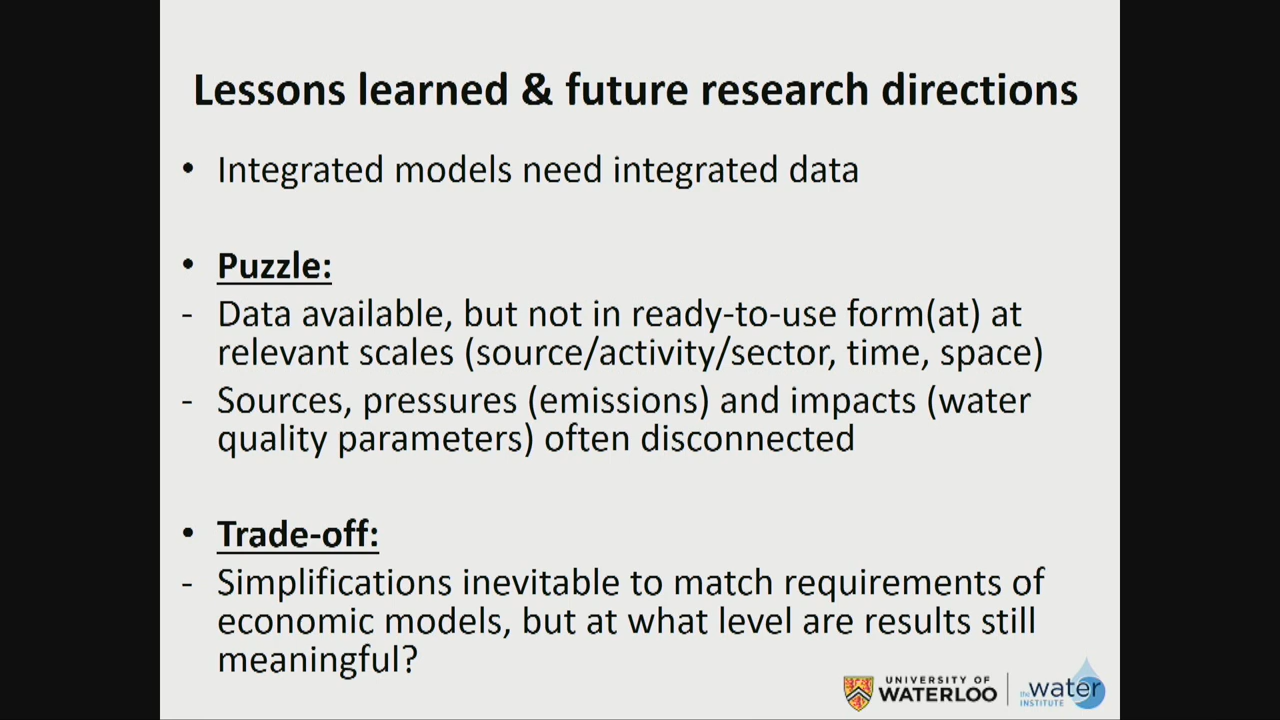 Lessons learned & future research directions
• Integrated models need integrated data
• Puzzle:
- Data available, but not in ready-to-use form(at) at
relevant scales (source/activity/sector, time, space)
- Sources, pressures (emissions) and impacts (water
quality parameters) often disconnected
• Trade-off:
- Simplifications inevitable to match requirements of
economic models, but at what level are results still
meaningful?
UNIVERSITY OF
WATERLOO
the water
INSTITUTE